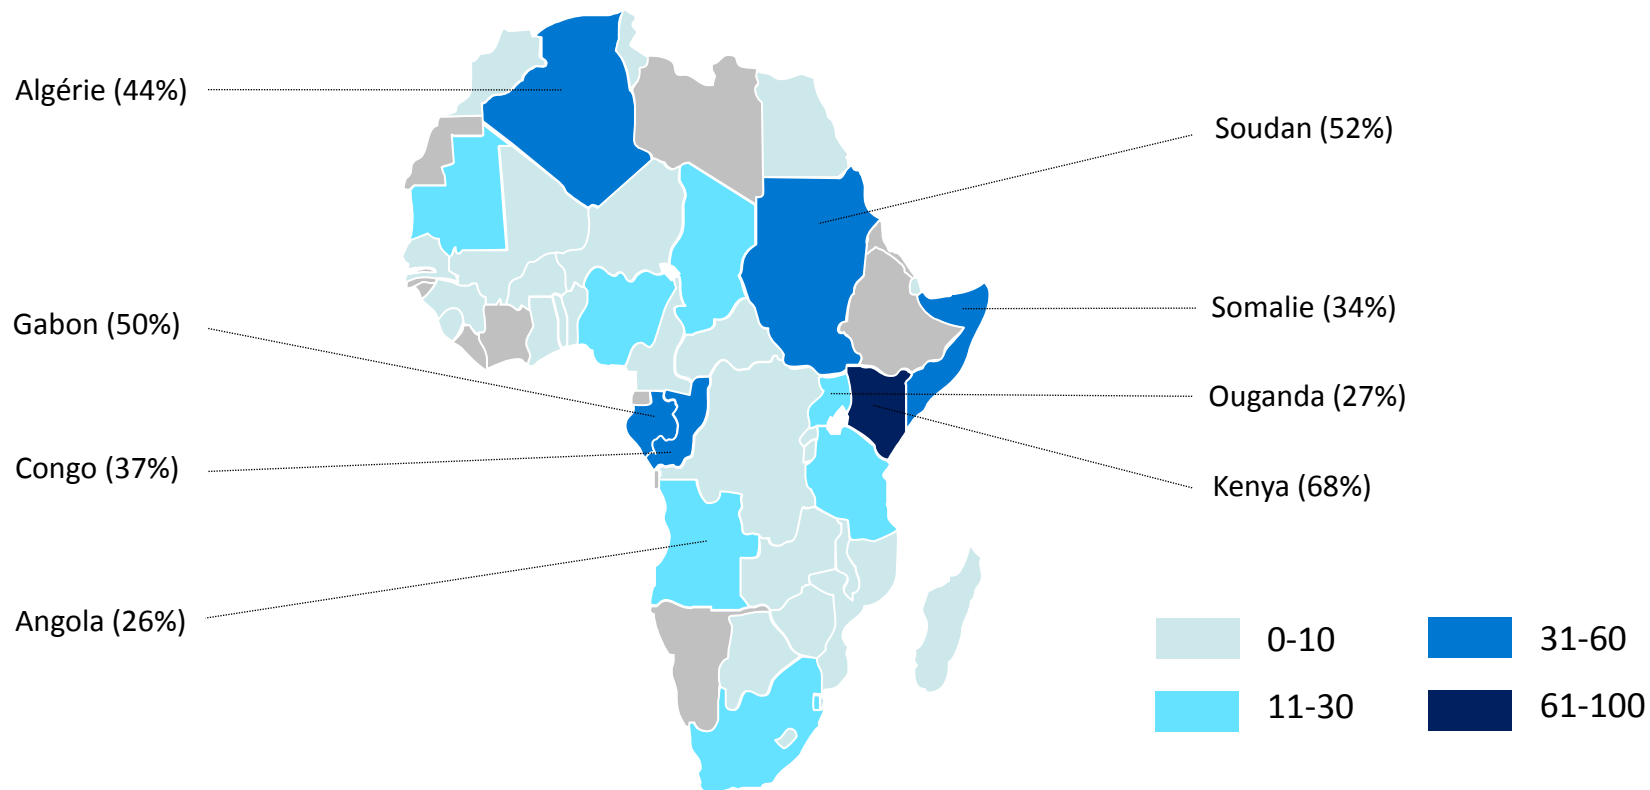 Algérie (44%)
Soudan (52%)
Gabon (50%)
Somalie (34%)
Ouganda (27%)
Congo (37%)
Kenya (68%)
Angola (26%)
0-10
31-60
11-30
61-100